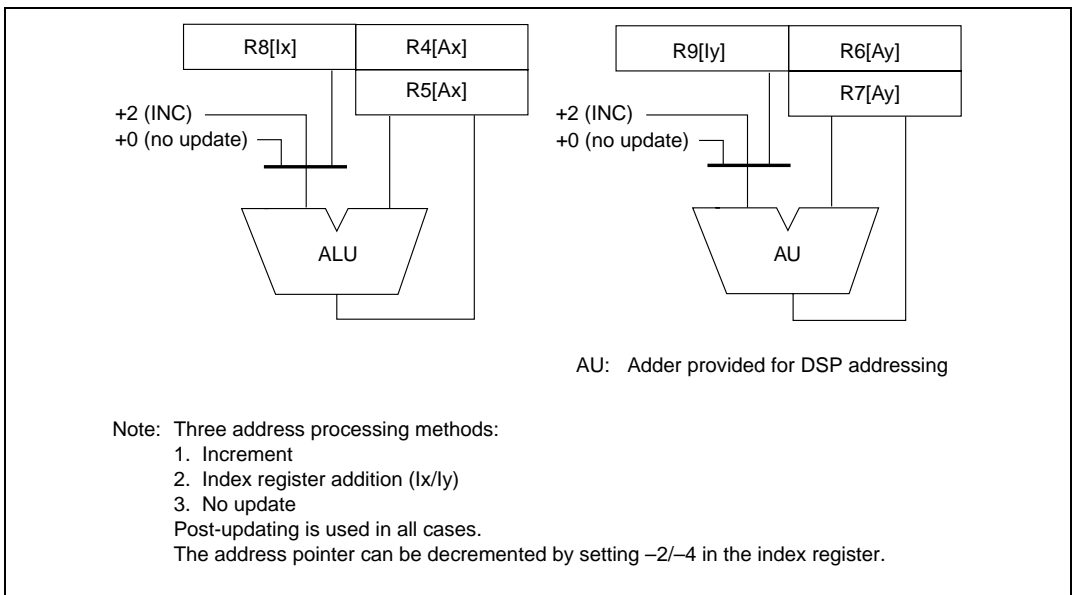 R8[Ix]
R4[Ax]
R5[Ax]
+2 (INC)
+0 (no update)
ALU
R9[Iy]
R6[Ay]
R7[Ay]
+2 (INC)
+0 (no update)
AU
AU: Adder provided for DSP addressing
Note: Three address processing methods:
1. Increment
2. Index register addition (Ix/Iy)
3. No update
Post-updating is used in all cases.
The address pointer can be decremented by setting –2/–4 in the index register.